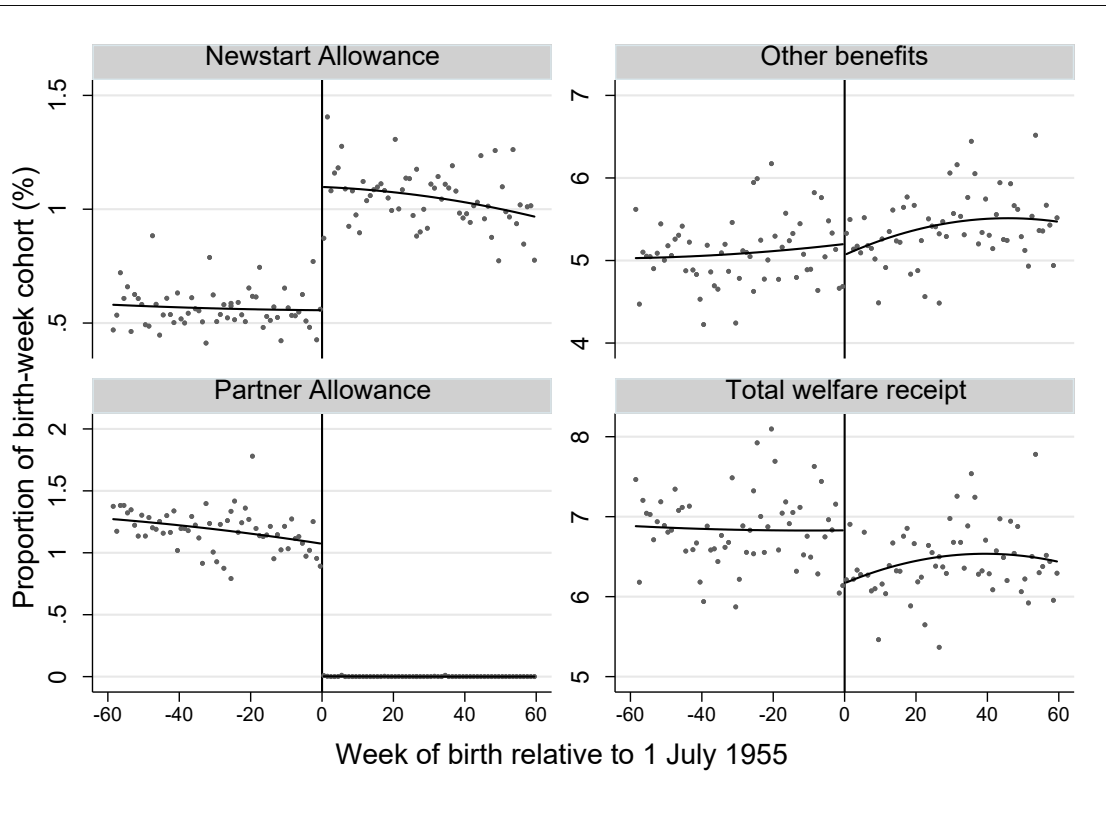 Newstart Allowance
Other benefits
1.5
1
.5
7
6
5
4
Partner Allowance
Total welfare receipt
2
1.5
1
.5
0
8
7
6
5
-60 -40 -20 0 20 40 60
-60 -40 -20 0 20 40 60
Proportion of birth-week cohort (%)
Week of birth relative to 1 July 1955